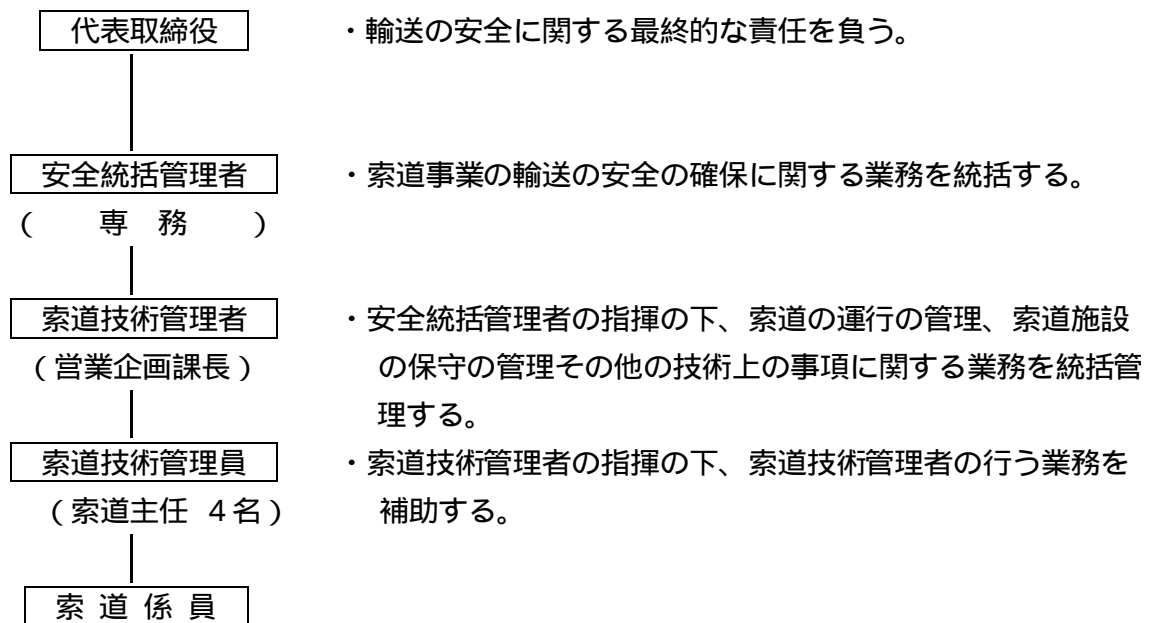 代表取締役 ・輸送の安全に関する最終的な責任を負う。
安全統括管理者 ・索道事業の輸送の安全の確保に関する業務を統括する。
( 専 務 )
索道技術管理者 ・安全統括管理者の指揮の下、索道の運行の管理、索道施設
(営業企画課長) の保守の管理その他の技術上の事項に関する業務を統括管
理する。
索道技術管理員 ・索道技術管理者の指揮の下、索道技術管理者の行う業務を
(索道主任 4名) 補助する。
索 道 係 員